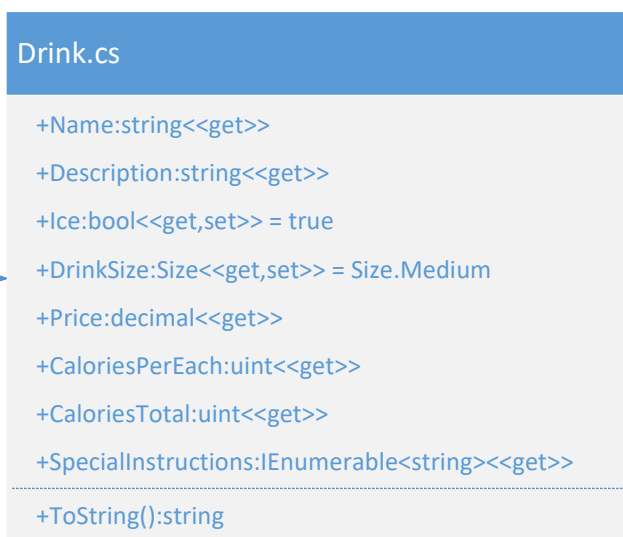 Drink.cs
+Name:string<<get>>
+Description:string<<get>>
+Ice:bool<<get,set>> = true
+DrinkSize:Size<<get,set>> = Size.Medium
+Price:decimal<<get>>
+CaloriesPerEach:uint<<get>>
+CaloriesTotal:uint<<get>>
+SpecialInstructions:IEnumerable<string><<get>>
+ToString():string